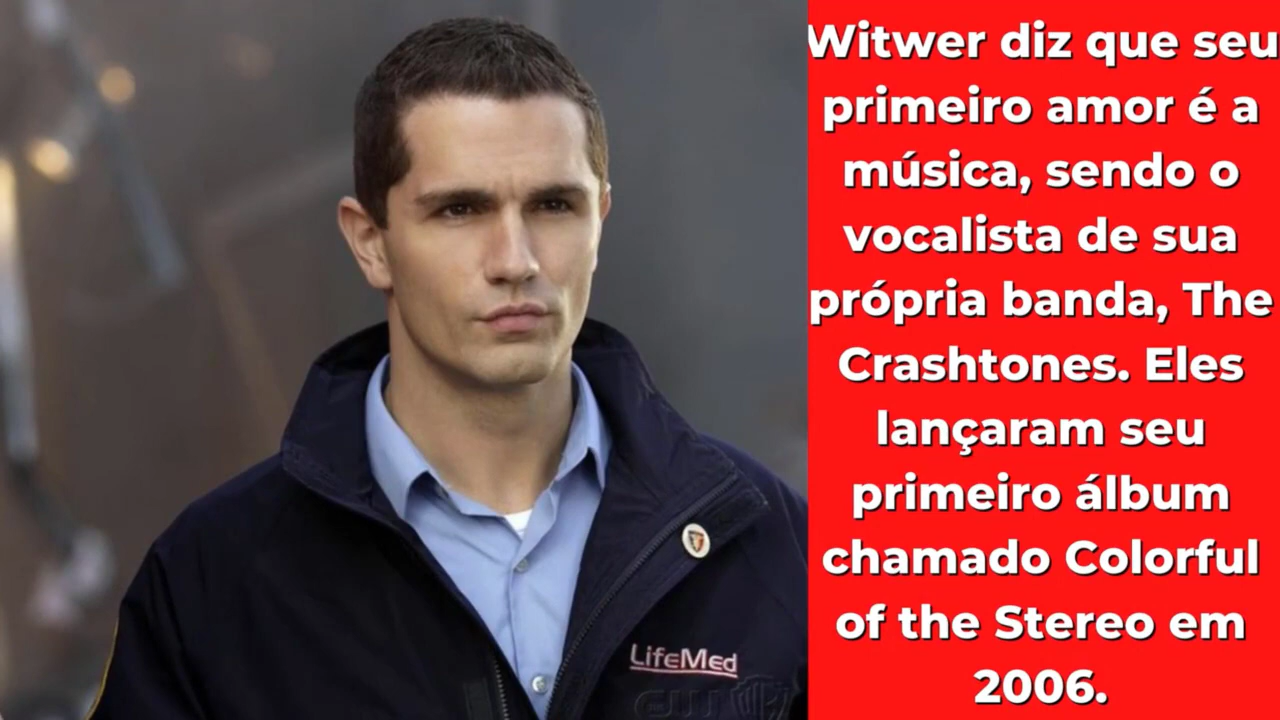 Witwer diz que seu
primeiro amor é a
música, sendo o
vocalista de sua
própria banda, The
Crashtones. Eles
lançaram seu
primeiro álbum
chamado Colorful
of the Stereo em
2006.
LifeMed
CW